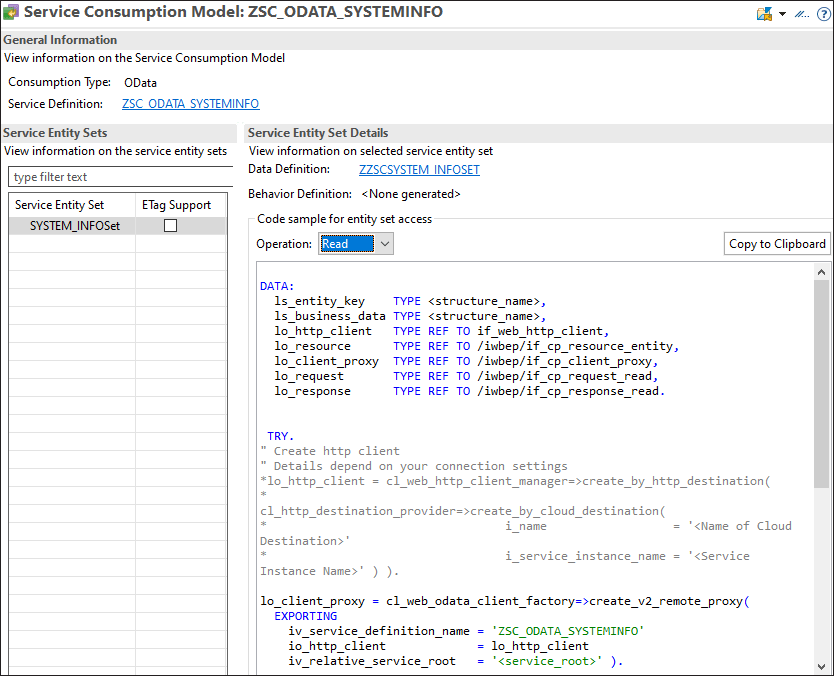 Service Consumption Model: ZSC_ODATA_SYSTEMINFO
General Information
View information on the Service Consumption Model
Consumption Type: OData
Service Definition: ZSC_ODATA_SYSTEMINFO
Service Entity Sets
View information on the service entity sets
type filter text
Service Entity Set ETag Support
SYSTEM_INFOSet
Service Entity Set Details
View information on selected service entity set
Data Definition: ZZSCSYSTEM_INFOSET
Behavior Definition: <None generated>
Code sample for entity set access
Operation: Read Copy to Clipboard
DATA:
ls_entity_key TYPE <structure_name>,
ls_business_data TYPE <structure_name>,
lo_http_client TYPE REF TO if_web_http_client,
lo_resource TYPE REF TO /iwbep/if_cp_resource_entity,
lo_client_proxy TYPE REF TO /iwbep/if_cp_client_proxy,
lo_request TYPE REF TO /iwbep/if_cp_request_read,
lo_response TYPE REF TO /iwbep/if_cp_response_read.
TRY.
" Create http client
" Details depend on your connection settings
*lo_http_client = cl_web_http_client_manager=>create_by_http_destination(
*
cl_http_destination_provider=>create_by_cloud_destination(
* i_name = '<Name of Cloud
Destination>'
* i_service_instance_name = '<Service
Instance Name>' ) ).
lo_client_proxy = cl_web_odata_client_factory=>create_v2_remote_proxy(
EXPORTING
iv_service_definition_name = 'ZSC_ODATA_SYSTEMINFO'
io_http_client = lo_http_client
iv_relative_service_root = '<service_root>' ).